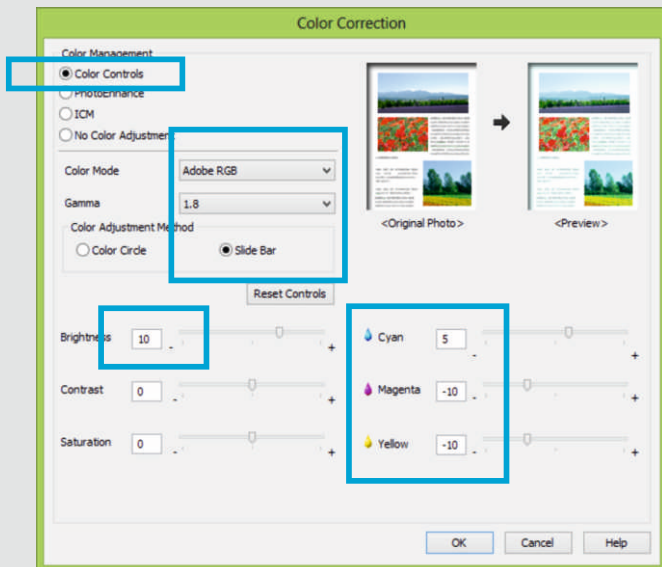 Color Correction
Color Management
Color Controls
PhotoEnhance
ICM
No Color Adjustment
Color Mode
Adobe RGB
Gamma
1.8
Color Adjustment Method
Color Circle
Slide Bar
Reset Controls
<Original Photo>
<Preview>
Brightness 10 - +
Contrast 0 - +
Saturation 0 - +
Cyan 5 - +
Magenta -10 - +
Yellow -10 - +
OK Cancel Help